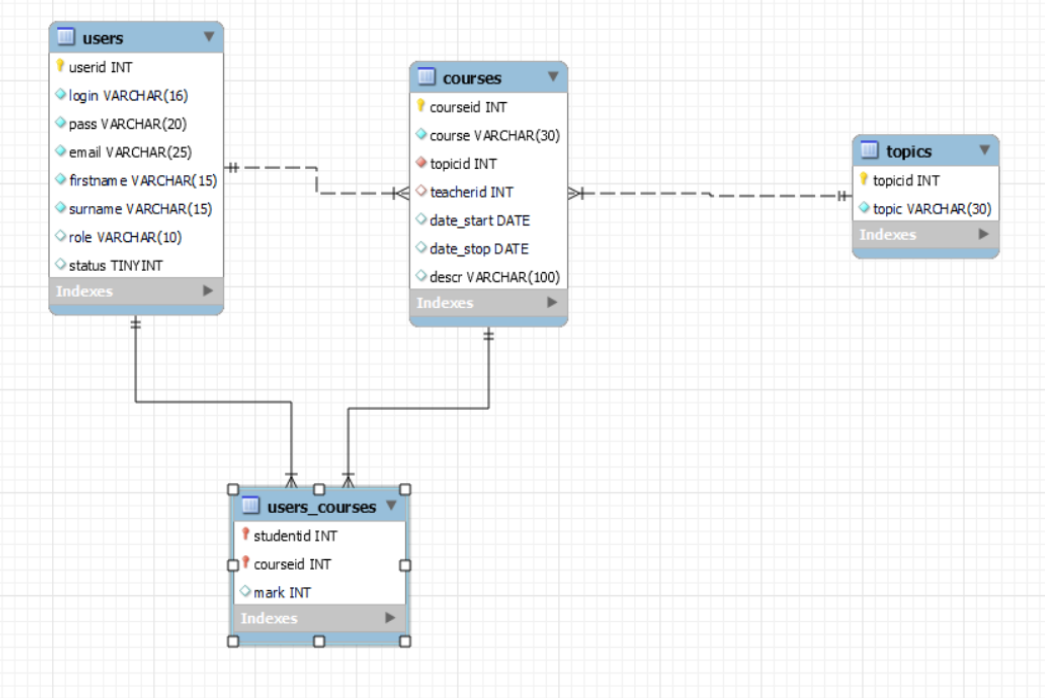 users
userid INT
login VARCHAR(16)
pass VARCHAR(20)
email VARCHAR(25)
firstname VARCHAR(15)
surname VARCHAR(15)
role VARCHAR(10)
status TINYINT
Indexes
courses
courseid INT
course VARCHAR(30)
topicid INT
teacherid INT
date_start DATE
date_stop DATE
descr VARCHAR(100)
Indexes
topics
topicid INT
topic VARCHAR(30)
Indexes
users_courses
studentid INT
courseid INT
mark INT
Indexes